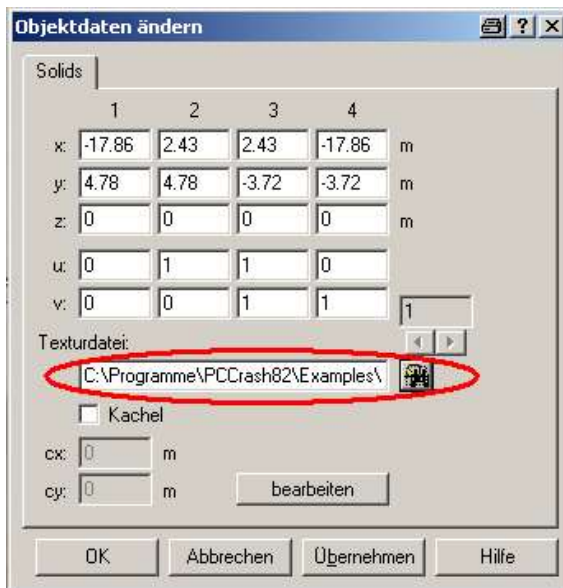 Objektdaten ändern
Solids
1 2 3 4
x: -17.86 2.43 2.43 -17.86 m
y: 4.78 4.78 -3.72 -3.72 m
z: 0 0 0 0 m
u: 0 1 1 0
v: 0 0 1 1 1
Texturdatei:
C:\Programme\PCCrash82\Examples\
Kachel
cx: 0 m
cy: 0 m bearbeiten
OK Abbrechen Übernehmen Hilfe